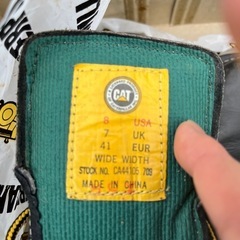 CAT
8 USA
7 UK
41 EUR
WIDE WIDTH
STOCK NO. CA44105 709
MADE IN CHINA